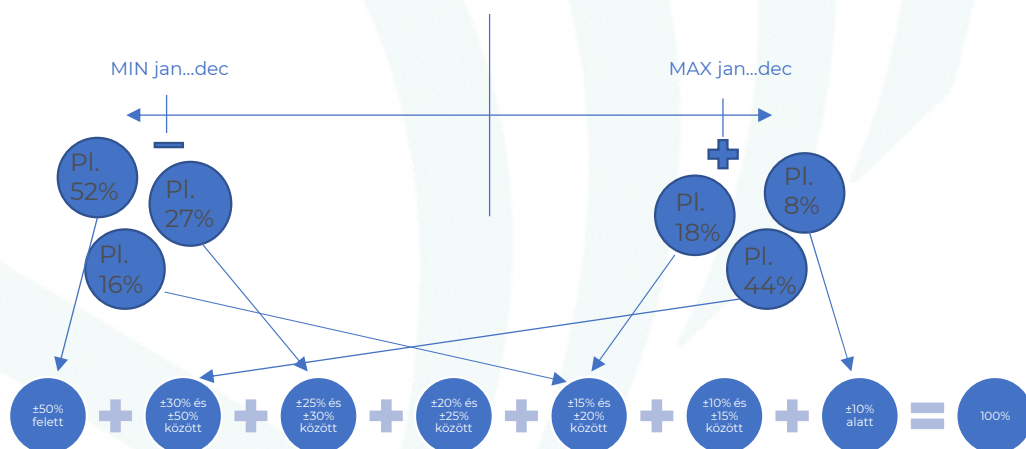 MIN jan...dec
MAX jan...dec
Pl.
52%
Pl.
27%
Pl.
16%
Pl.
18%
Pl.
8%
Pl.
44%
±50%
felett
±30% és
±50%
között
±25% és
±30%
között
±20% és
±25%
között
±15% és
±20%
között
±10% és
±15%
között
±10%
alatt
100%